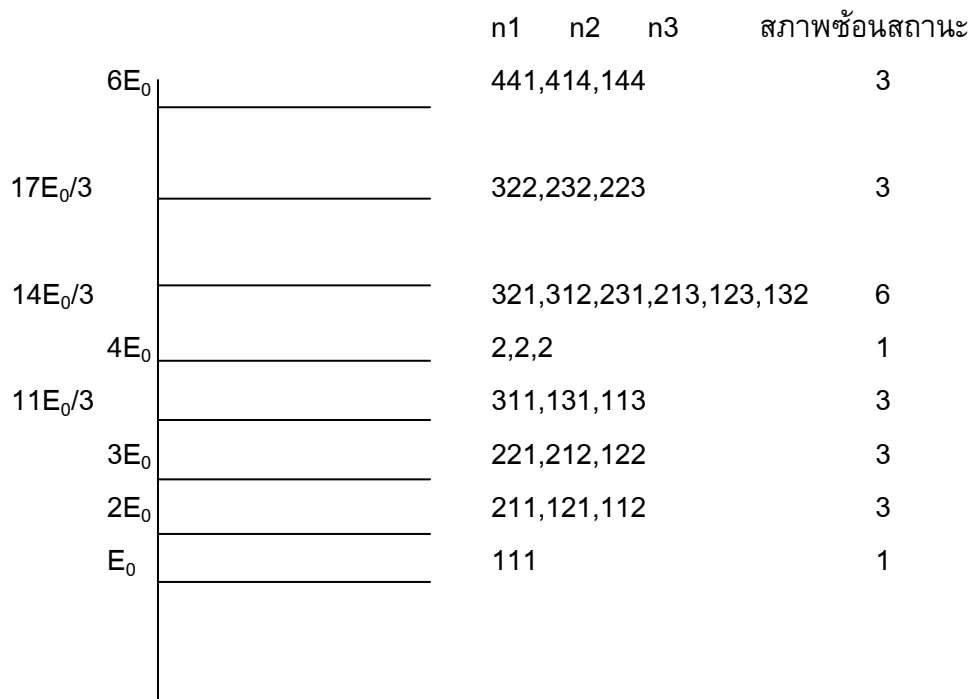 n1 n2 n3 สภาพซ้อนสถานะ
6E₀ 441,414,144 3
17E₀/3 322,232,223 3
14E₀/3 321,312,231,213,123,132 6
4E₀ 2,2,2 1
11E₀/3 311,131,113 3
3E₀ 221,212,122 3
2E₀ 211,121,112 3
E₀ 111 1